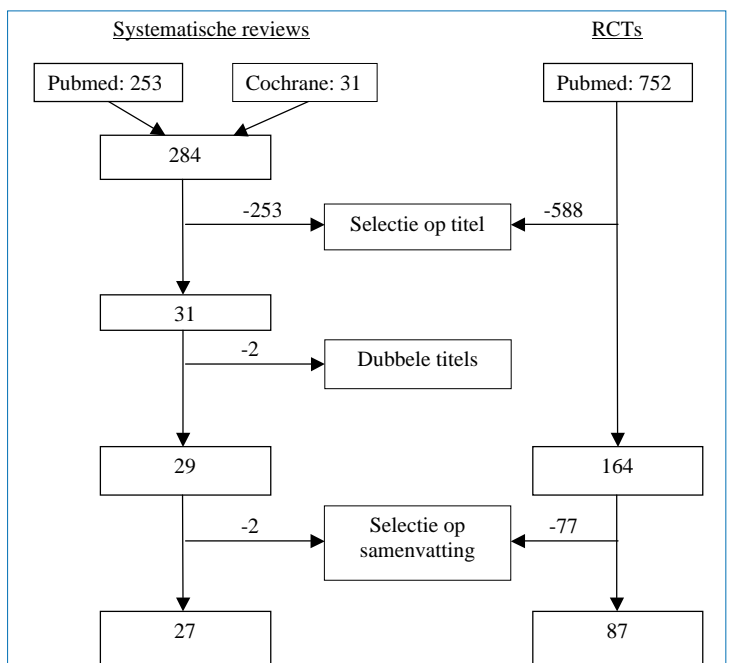 Systematische reviews
RCTs
Pubmed: 253
Cochrane: 31
Pubmed: 752
284
-253
Selectie op titel
-588
31
-2
Dubbele titels
29
164
-2
Selectie op
samenvatting
-77
27
87